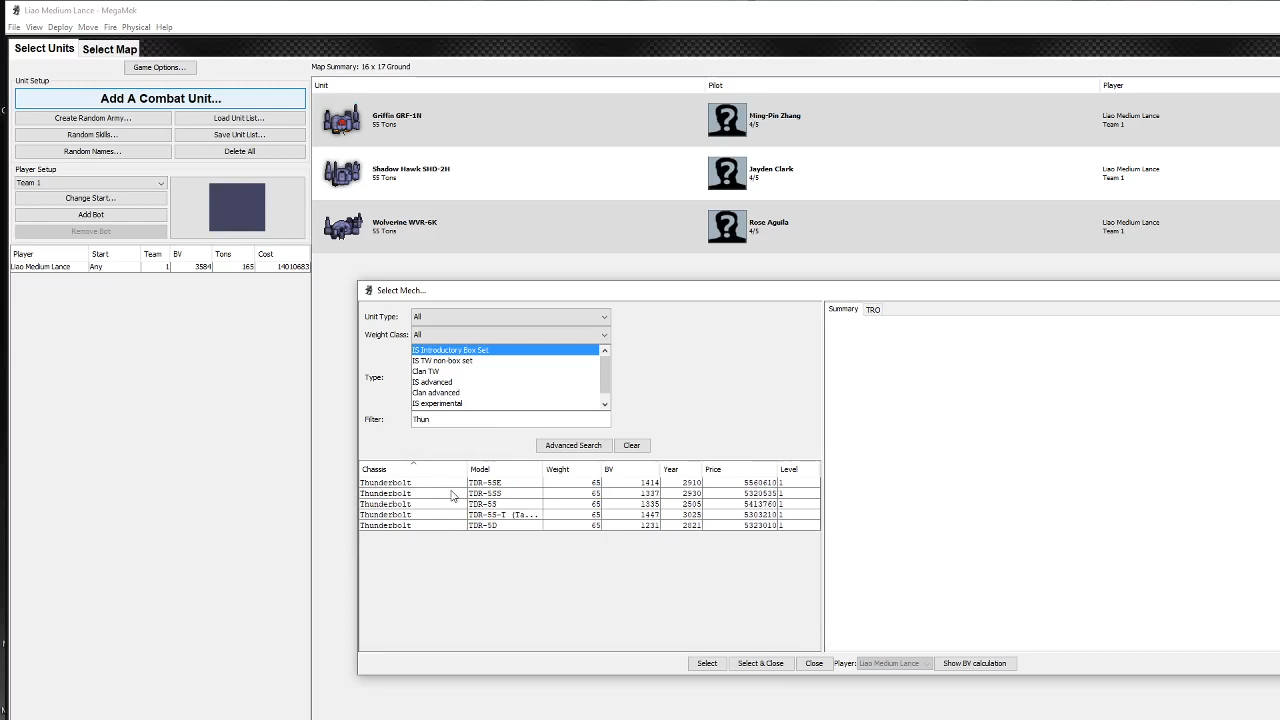 Liao Medium Lance - MegaMek
File View Deploy Move Fire Physical Help
Select Units Select Map
Game Options...
Map Summary: 16 x 17 Ground
Unit Setup
Add A Combat Unit...
Create Random Army... Load Unit List...
Random Skills... Save Unit List...
Random Names... Delete All
Player Setup
Team 1
Change Start...
Add Bot
Remove Bot
Player Start Team BV Tons Cost
Liao Medium Lance Any 1 3584 165 14010683
Unit Pilot Player
Griffin GRF-1N Ming-Pin Zhang Liao Medium Lance
55 Tons 4/5 Team 1
Shadow Hawk SHD-2H Jayden Clark Liao Medium Lance
55 Tons 4/5 Team 1
Wolverine WVR-6K Rose Aguila Liao Medium Lance
55 Tons 4/5 Team 1
Select Mech...
Unit Type: All
Weight Class: All
Type:
IS Introductory Box Set
IS TW non-box set
Clan TW
IS advanced
Clan advanced
IS experimental
Filter: Thun
Advanced Search Clear
Summary TRO
Chassis Model Weight BV Year Price Level
Thunderbolt TDR-5SE 65 1414 2910 5560610 1
Thunderbolt TDR-5SS 65 1337 2930 5320535 1
Thunderbolt TDR-5S 65 1335 2505 5413760 1
Thunderbolt TDR-5S-T (Ta... 65 1447 3025 5303210 1
Thunderbolt TDR-5D 65 1231 2821 5323010 1
Select Select & Close Close Player: Liao Medium Lance Show BV calculation